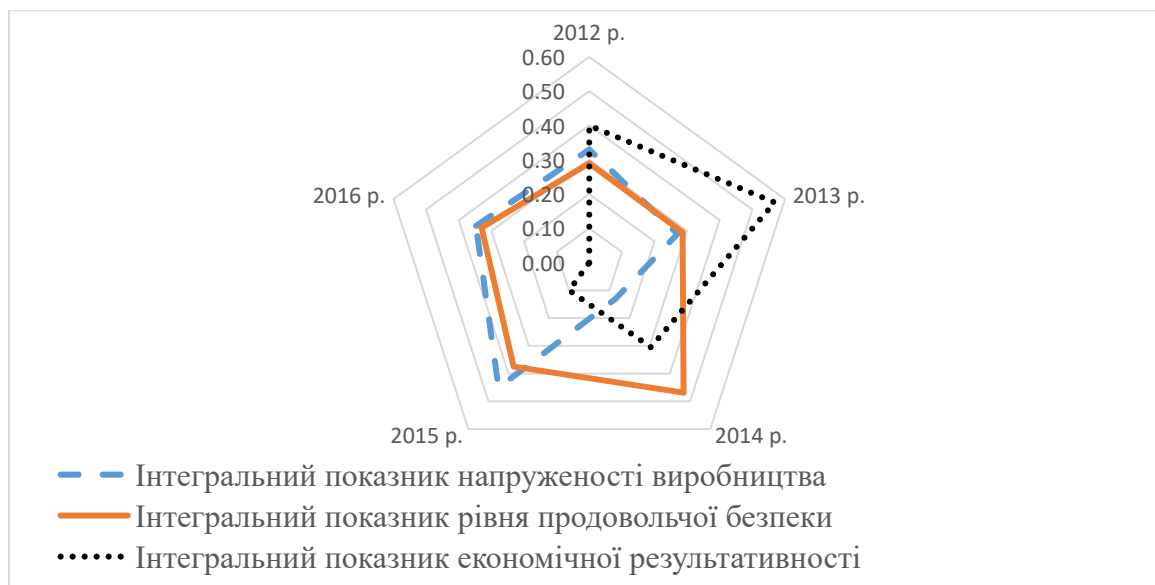 2012 р.
0.60
0.50
0.40
0.30
0.20
0.10
0.00
2016 р.
2013 р.
2015 р.
2014 р.
Інтегральний показник напруженості виробництва
Інтегральний показник рівня продовольчої безпеки
Інтегральний показник економічної результативності